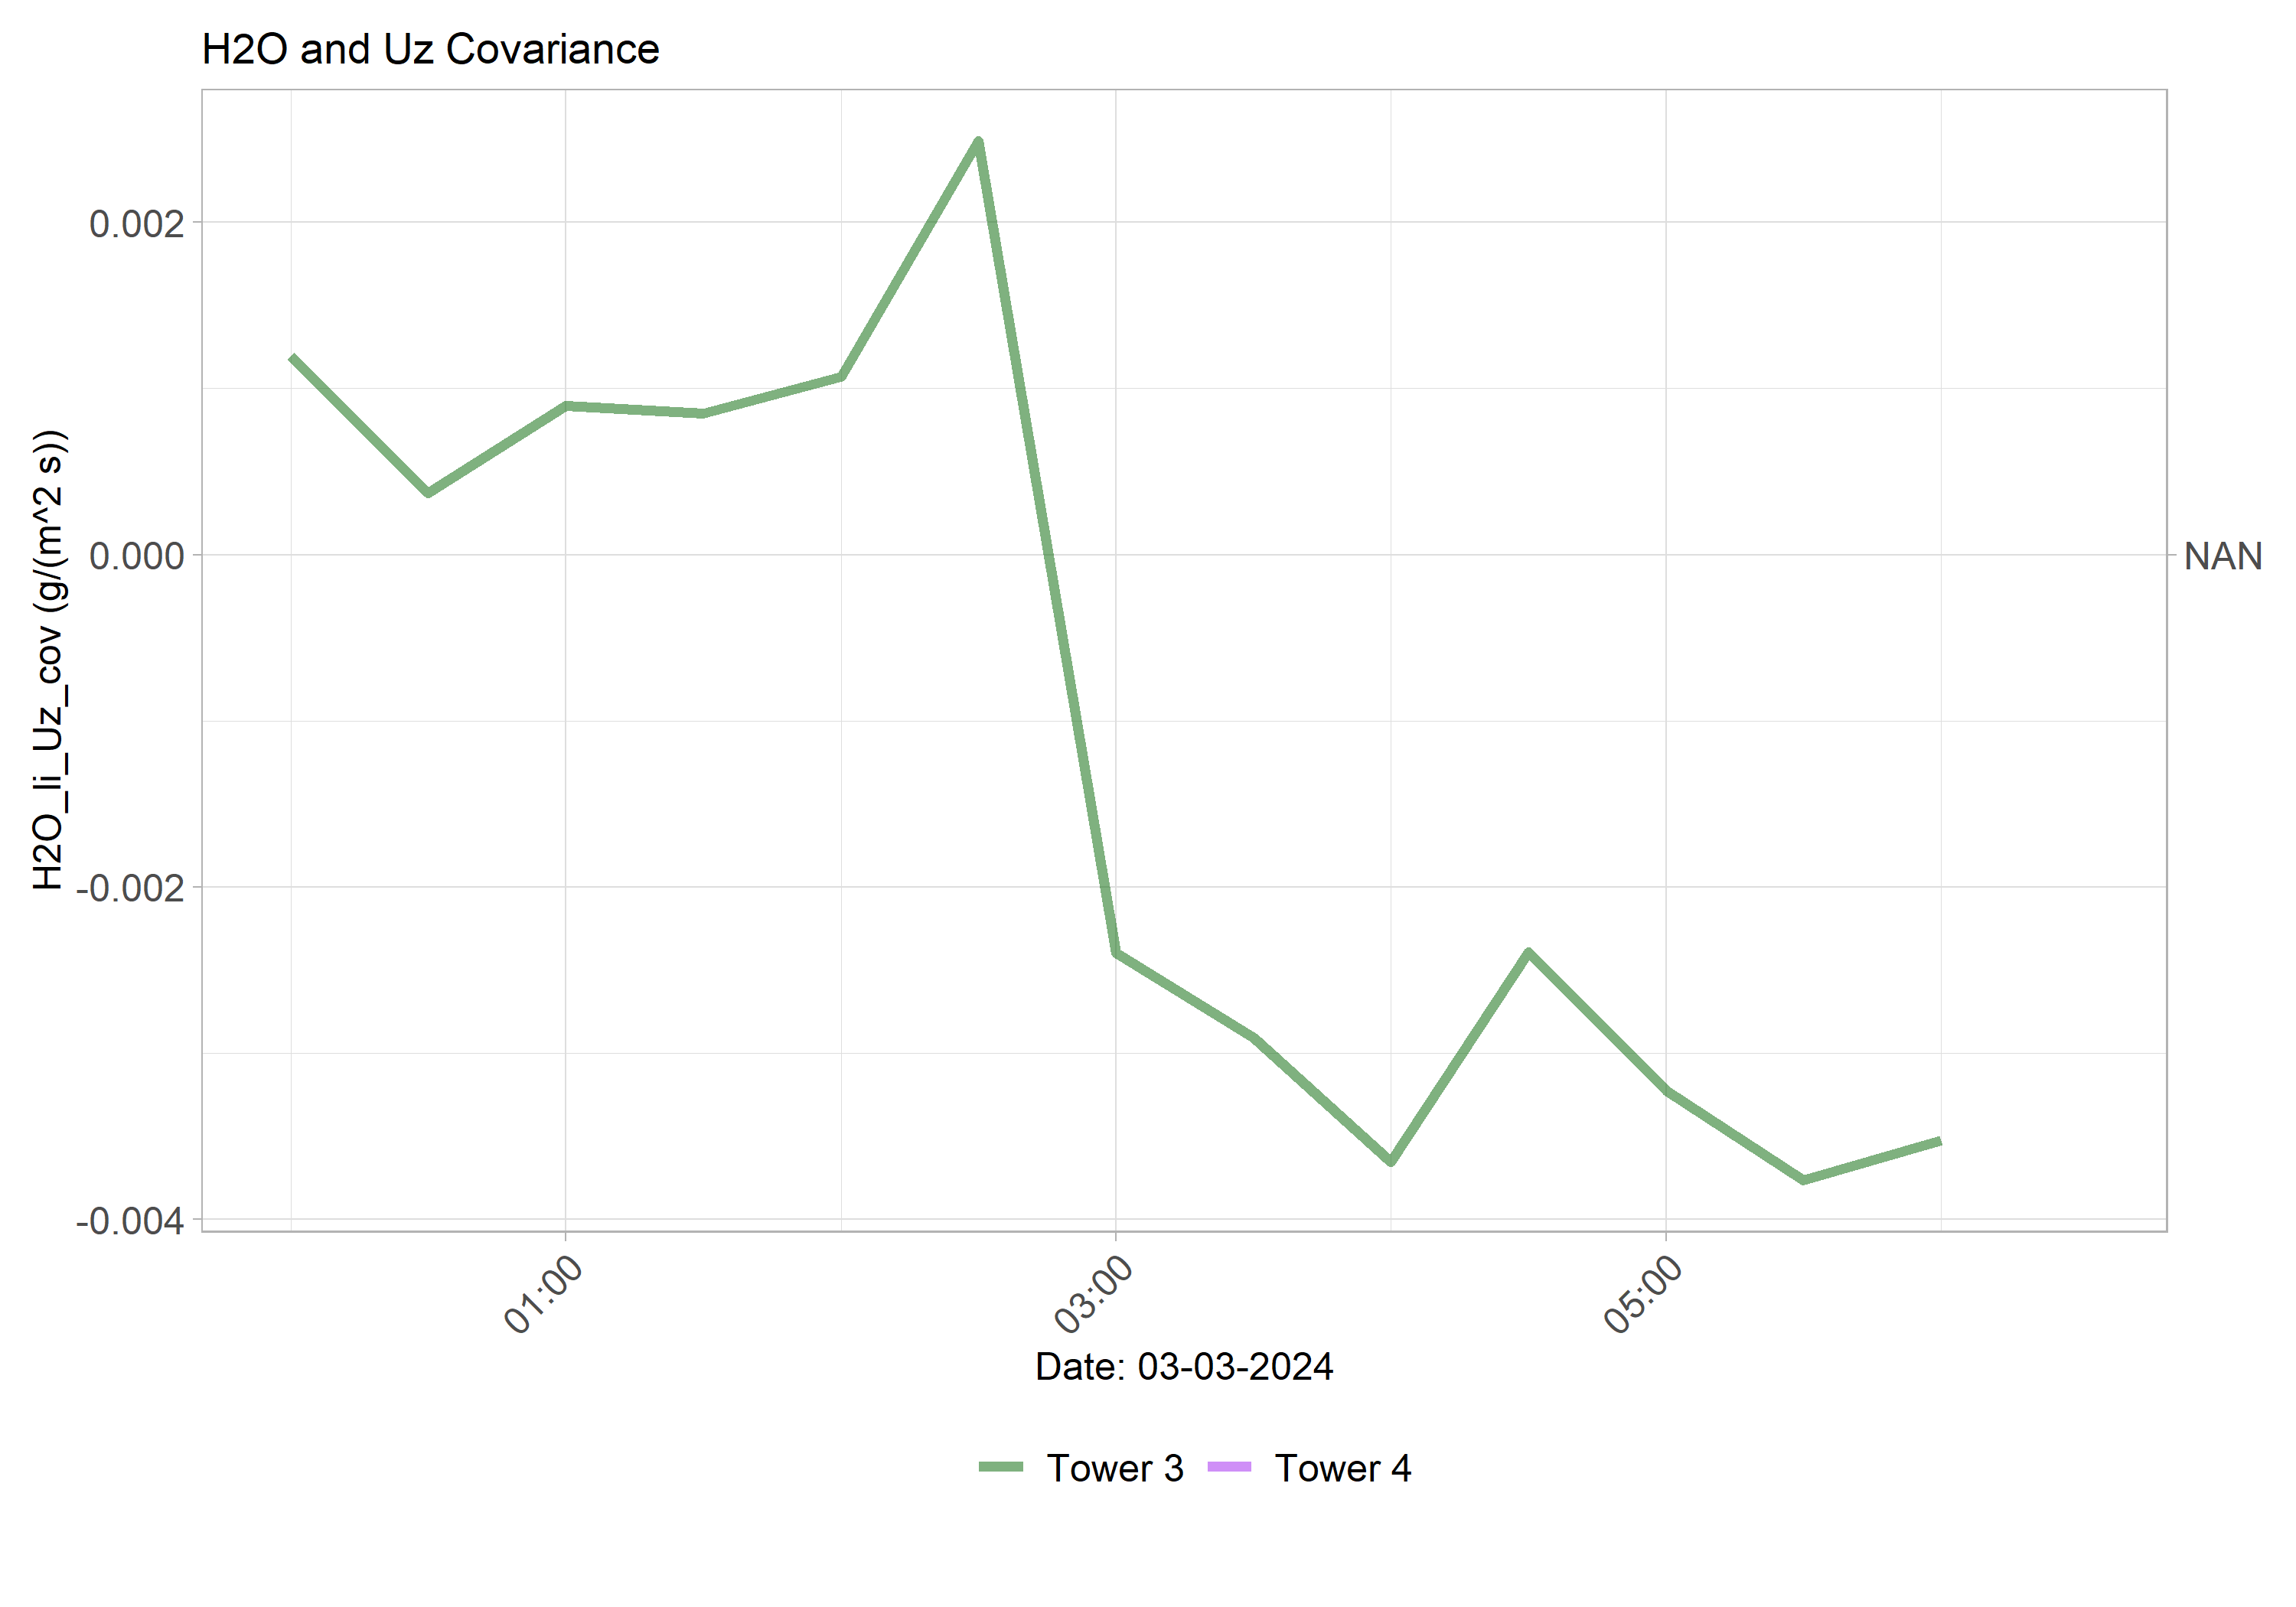 H2O and Uz Covariance
H2O_li_Uz_cov (g/(m^2 s))
0.002
0.000
-0.002
-0.004
NAN
01:00
03:00
05:00
Date: 03-03-2024
Tower 3
Tower 4